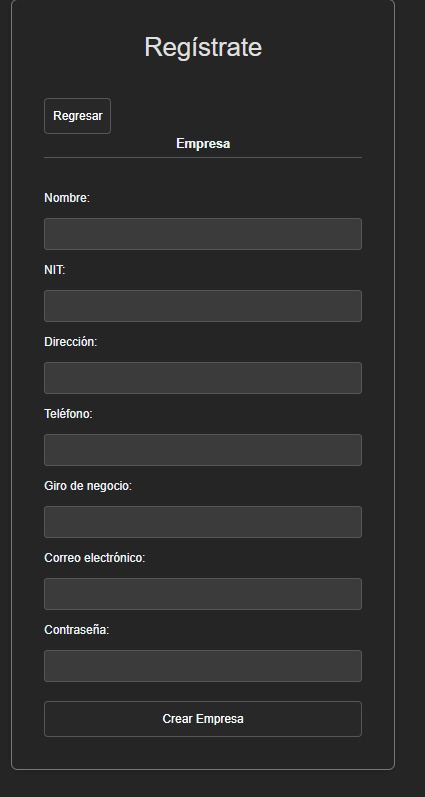 Regístrate
Regresar
Empresa
Nombre:
NIT:
Dirección:
Teléfono:
Giro de negocio:
Correo electrónico:
Contraseña:
Crear Empresa